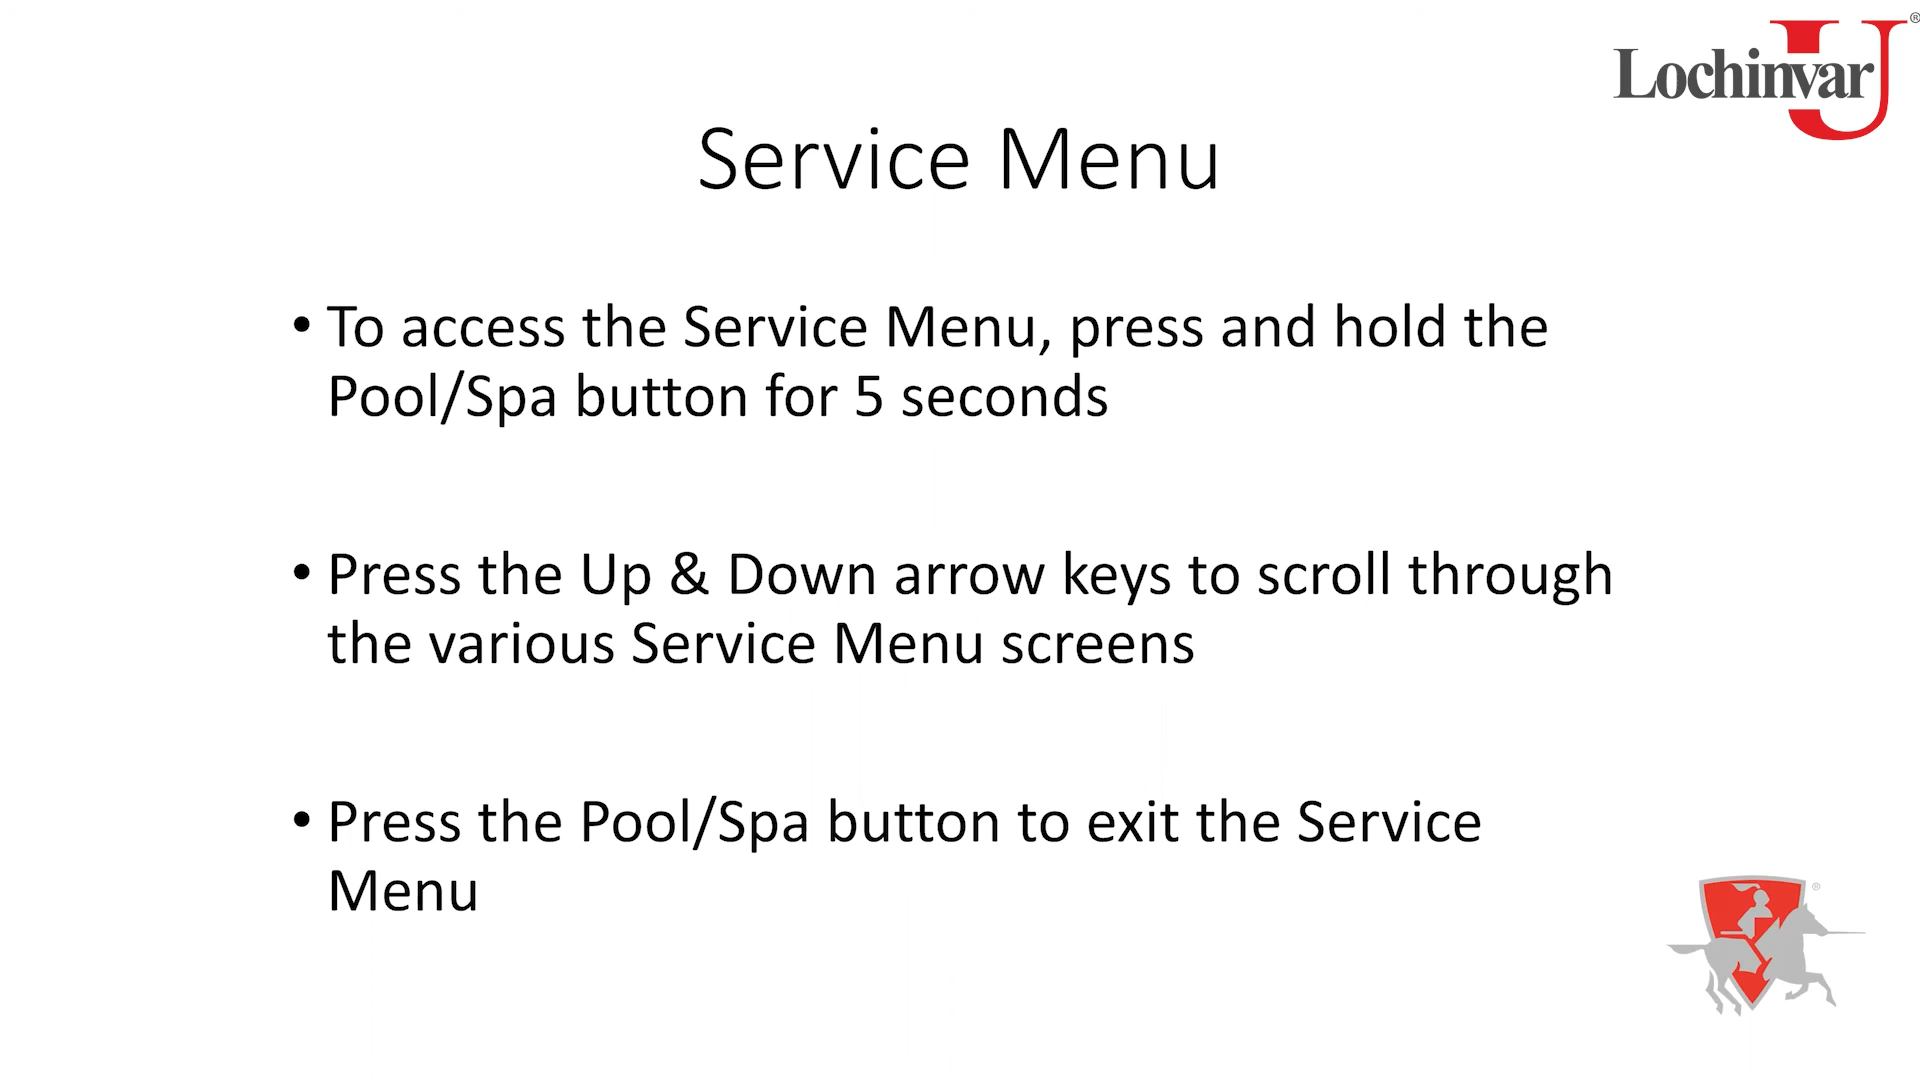 Lochinvar U ®
Service Menu
• To access the Service Menu, press and hold the
Pool/Spa button for 5 seconds
• Press the Up & Down arrow keys to scroll through
the various Service Menu screens
• Press the Pool/Spa button to exit the Service
Menu
®